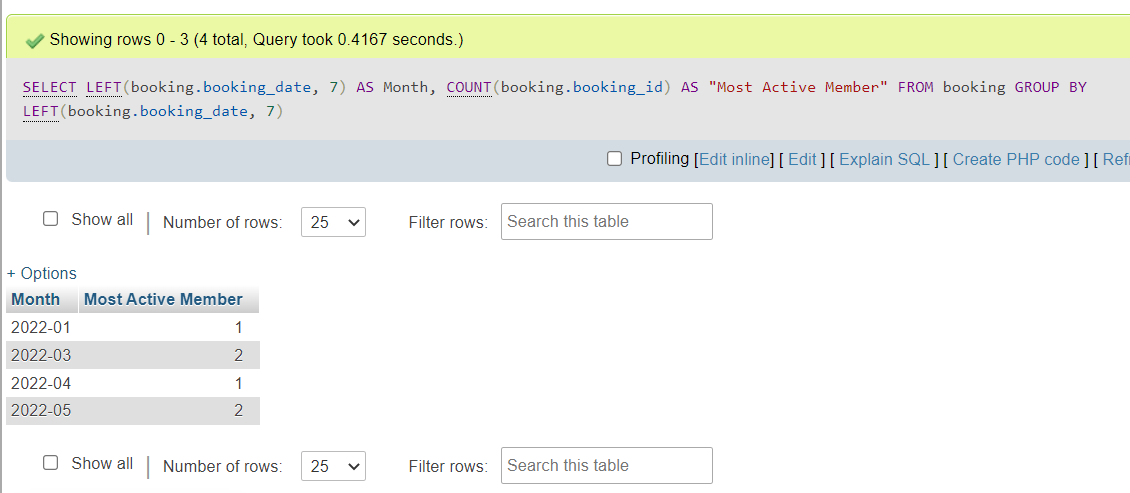 Showing rows 0 - 3 (4 total, Query took 0.4167 seconds.)
SELECT LEFT(booking.booking_date, 7) AS Month, COUNT(booking.booking_id) AS "Most Active Member" FROM booking GROUP BY
LEFT(booking.booking_date, 7)
Profiling [Edit inline] [ Edit ] [ Explain SQL ] [ Create PHP code ] [ Refr
Show all | Number of rows: 25 Filter rows: Search this table
+ Options
Month Most Active Member
2022-01 1
2022-03 2
2022-04 1
2022-05 2
Show all | Number of rows: 25 Filter rows: Search this table